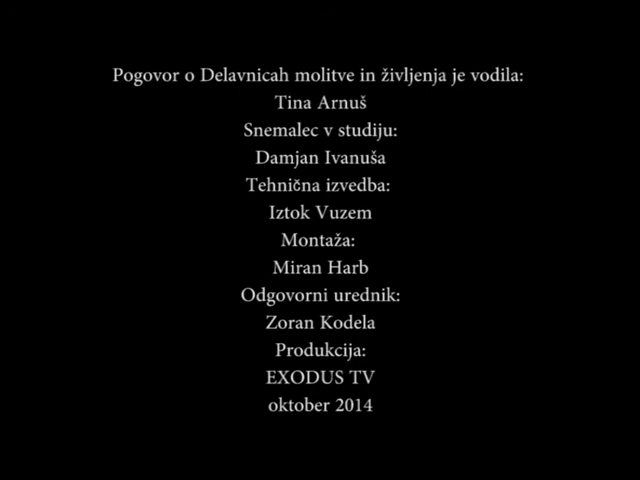 Pogovor o Delavnicah molitve in življenja je vodila:
Tina Arnuš
Snemalec v studiju:
Damjan Ivanuša
Tehnična izvedba:
Iztok Vuzem
Montaža:
Miran Harb
Odgovorni urednik:
Zoran Kodela
Produkcija:
EXODUS TV
oktober 2014